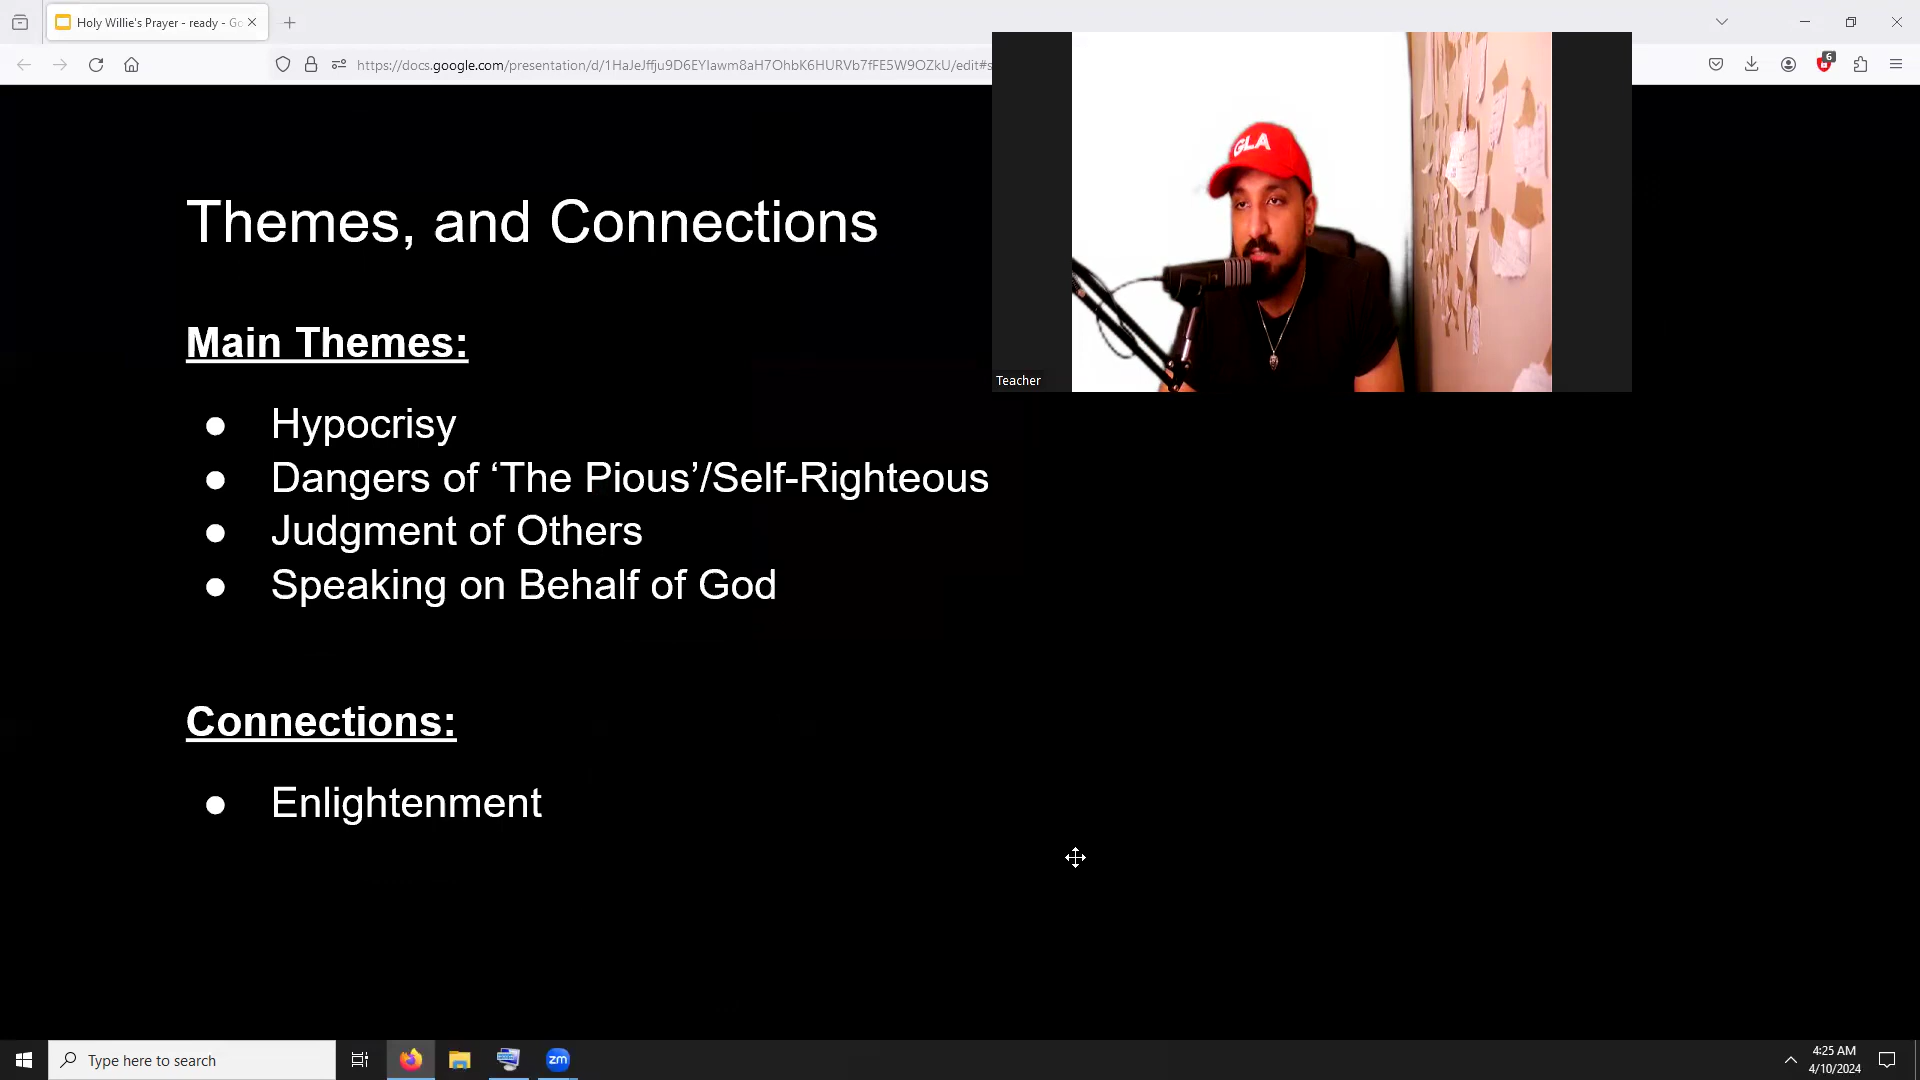 Holy Willie's Prayer - ready - Go
https://docs.google.com/presentation/d/1HaJeJffju9D6EYIawm8aH7OhbK6HURVb7fFE5W9OZkU/edit#s
6
GLA
Teacher
Themes, and Connections
Main Themes:
● Hypocrisy
● Dangers of ‘The Pious’/Self-Righteous
● Judgment of Others
● Speaking on Behalf of God
Connections:
● Enlightenment
Type here to search
zm
4:25 AM
4/10/2024